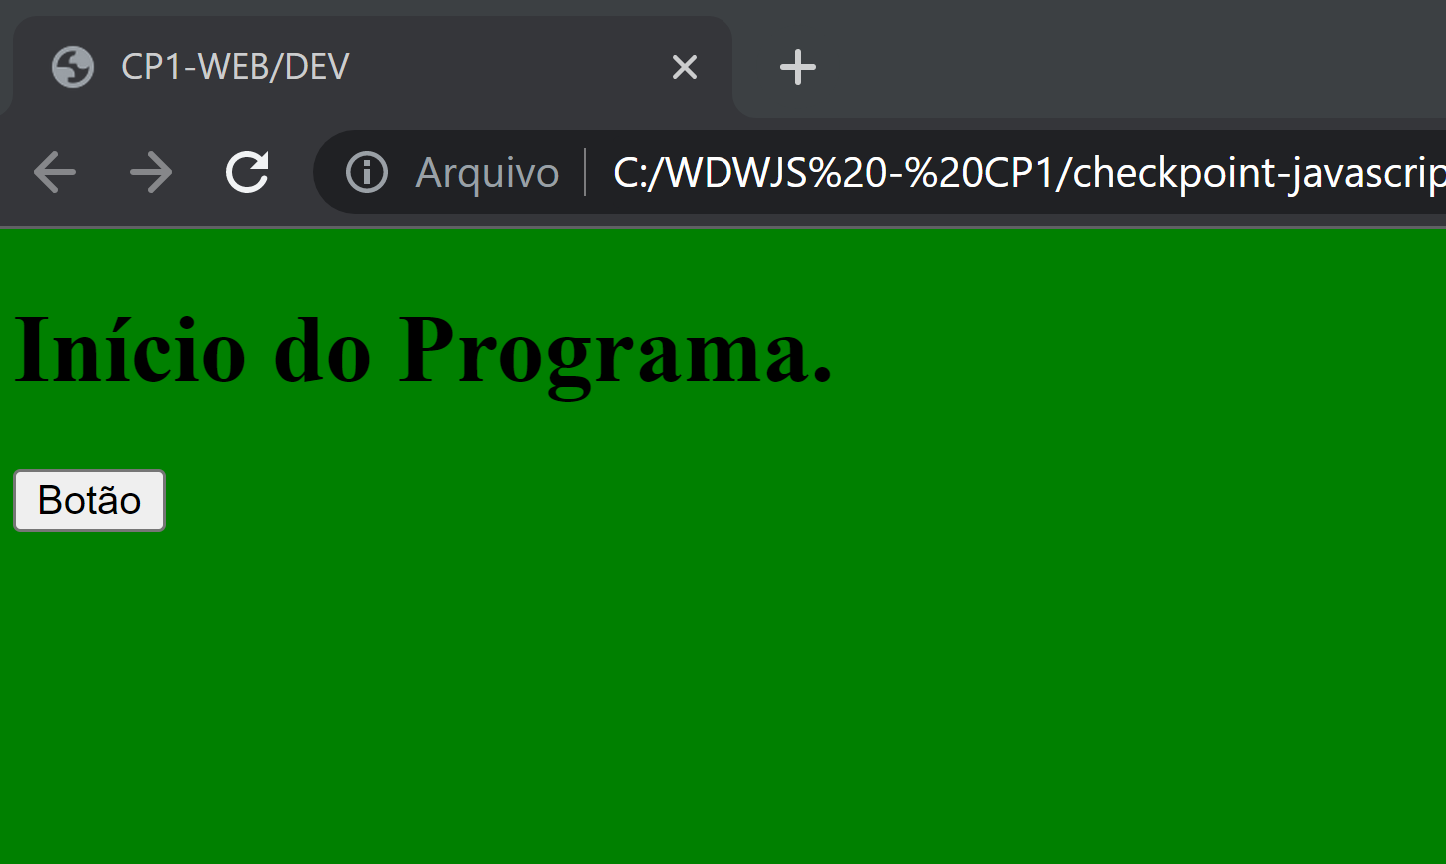 CP1-WEB/DEV
Arquivo C:/WDWJS%20-%20CP1/checkpoint-javascrip
Início do Programa.
Botão